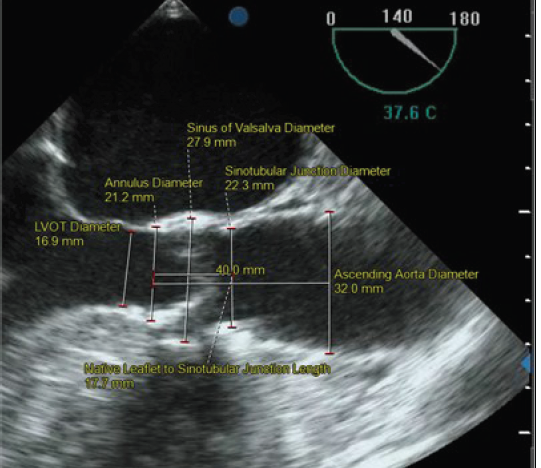 0 140 180
37.6 C
Sinus of Valsalva Diameter
27.9 mm
Sinotubular Junction Diameter
22.3 mm
Annulus Diameter
21.2 mm
LVOT Diameter
16.9 mm
40.0 mm
Ascending Aorta Diameter
32.0 mm
Native Leaflet to Sinotubular Junction Length
17.7 mm